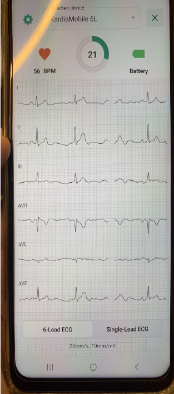 KardiaMobile 6L
21
56 BPM
Battery
I
II
III
aVR
aVL
aVF
6-Lead ECG
Single-Lead ECG
25mm/s, 10mm/mV